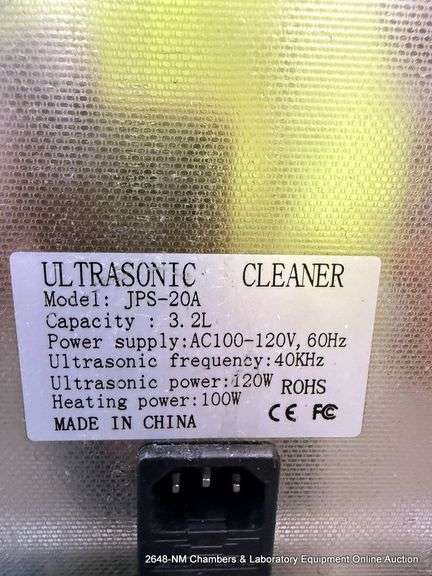 ULTRASONIC CLEANER
Model: JPS-20A
Capacity : 3.2L
Power supply:AC100-120V, 60Hz
Ultrasonic frequency:40KHz
Ultrasonic power:120W ROHS
Heating power:100W CE FC
MADE IN CHINA
2648-NM Chambers & Laboratory Equipment Online Auction